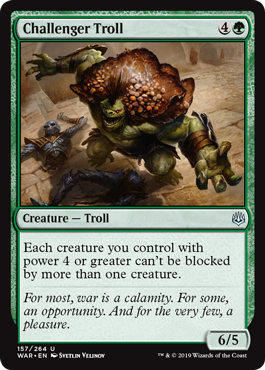 Challenger Troll 4
Creature — Troll
Each creature you control with
power 4 or greater can't be blocked
by more than one creature.
For most, war is a calamity. For some,
an opportunity. And for the very few, a
pleasure.
6/5
157/264 U
WAR • EN Svetlin Velinov
™ & © 2019 Wizards of the Coast